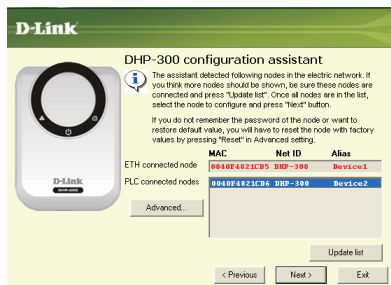 D-Link
DHP-300 configuration assistant
The assistant detected following nodes in the electric network. If
you think more nodes should be shown, be sure these nodes are
connected and press "Update list". Once all nodes are in the list,
select the node to configure and press "Next" button.
If you do not remember the password of the node or want to
restore default value, you will have to reset the node with factory
values by pressing "Reset" in Advanced setting.
MAC Net ID Alias
ETH connected node 0040F4821CD5 DHP-300 Device1
PLC connected nodes 0040F4821CD6 DHP-300 Device2
D-Link
DHP-300
Advanced...
Update list
< Previous Next > Exit